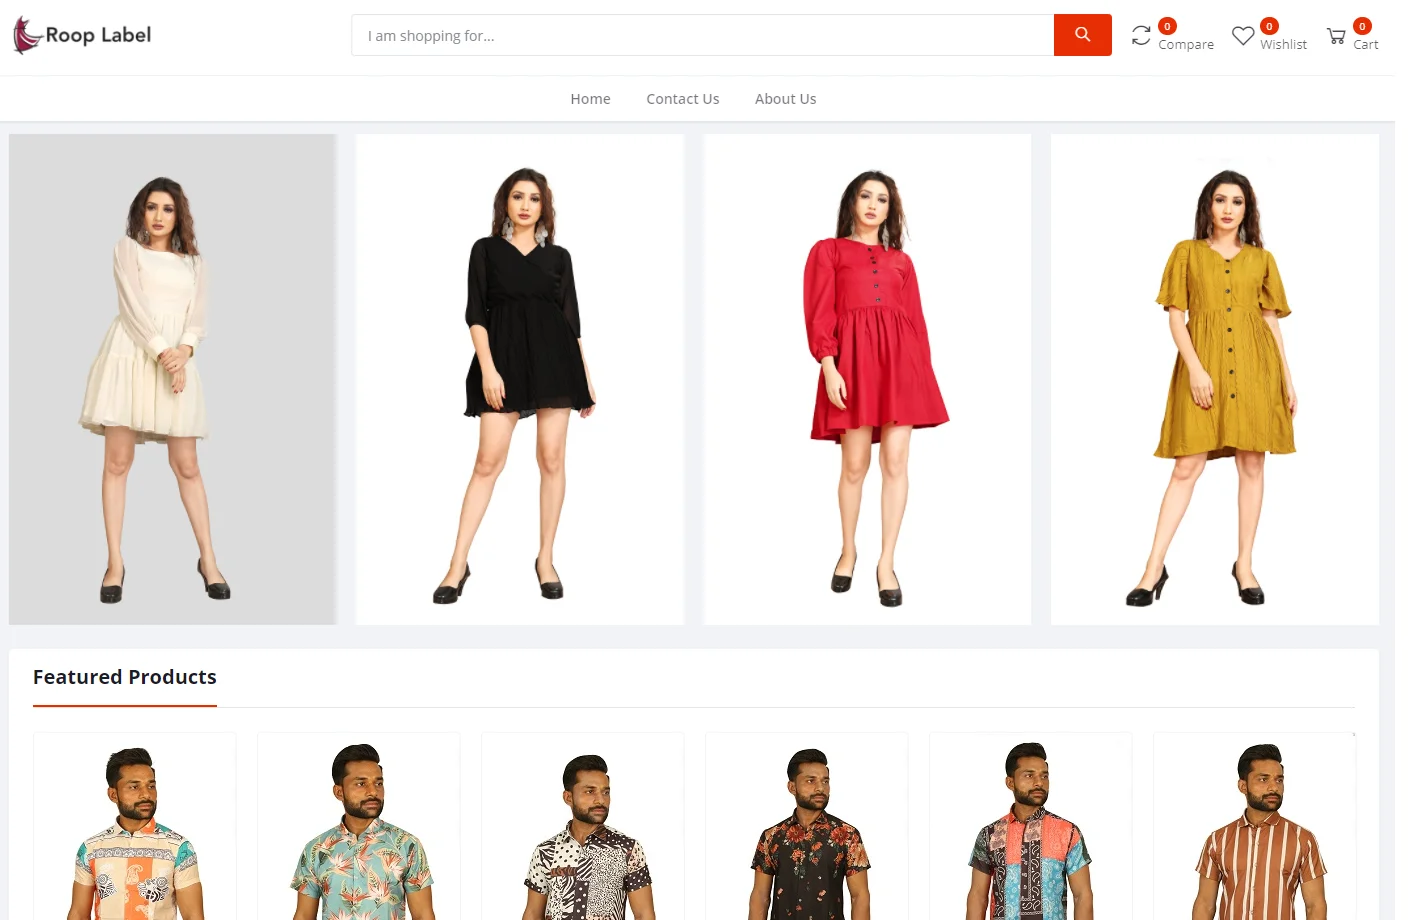 Roop Label
I am shopping for...
0
Compare
0
Wishlist
0
Cart
Home
Contact Us
About Us
Featured Products